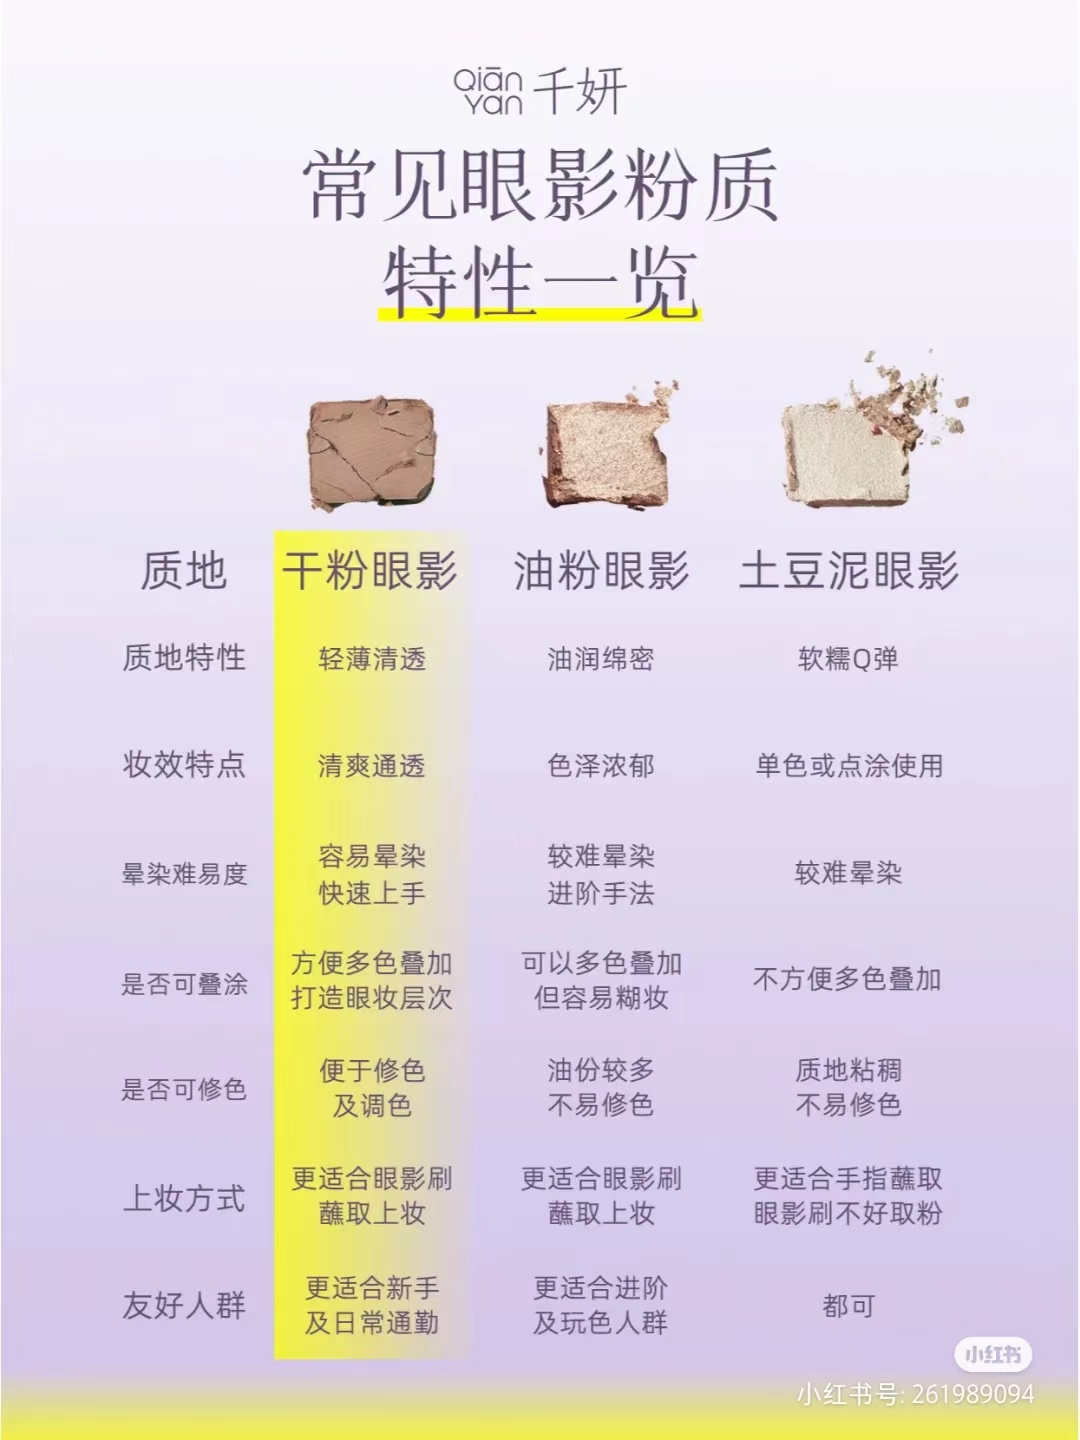 Qiān Yan 千妍
常见眼影粉质
特性一览
质地 干粉眼影 油粉眼影 土豆泥眼影
质地特性 轻薄清透 油润绵密 软糯Q弹
妆效特点 清爽通透 色泽浓郁 单色或点涂使用
晕染难易度 容易晕染 快速上手 较难晕染 进阶手法 较难晕染
是否可叠涂 方便多色叠加 打造眼妆层次 可以多色叠加 但容易糊妆 不方便多色叠加
是否可修色 便于修色 及调色 油份较多 不易修色 质地粘稠 不易修色
上妆方式 更适合眼影刷 蘸取上妆 更适合眼影刷 蘸取上妆 更适合手指蘸取 眼影刷不好取粉
友好人群 更适合新手 及日常通勤 更适合进阶 及玩色人群 都可
小红书
小红书号: 261989094